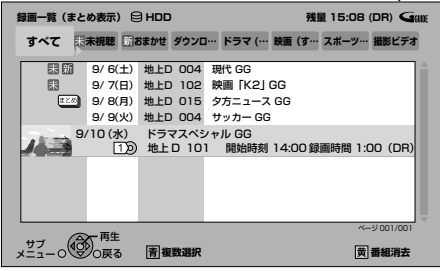 録画一覧（まとめ表示） HDD 残量 15:08 (DR) GGUIDE
すべて 未未視聴 新おまかせ ダウンロ… ドラマ (… 映画 (す… スポーツ… 撮影ビデオ
未 新 9/ 6(土) 地上D 004 現代 GG
未 9/ 7(日) 地上D 102 映画「K2」GG
まとめ 9/ 8(月) 地上D 015 夕方ニュース GG
9/ 9(火) 地上D 004 サッカー GG
9/10 (水) ドラマスペシャル GG
1 地上 D 101 開始時刻 14:00 録画時間 1:00 (DR)
ページ 001/001
サブメニュー 再生
戻る
青 複数選択 黄 番組消去